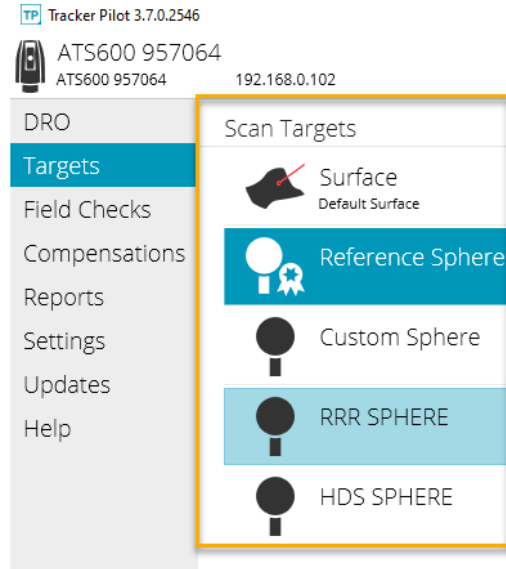 TP Tracker Pilot 3.7.0.2546
ATS600 957064
ATS600 957064 192.168.0.102
DRO
Targets
Field Checks
Compensations
Reports
Settings
Updates
Help
Scan Targets
Surface
Default Surface
Reference Sphere
Custom Sphere
RRR SPHERE
HDS SPHERE